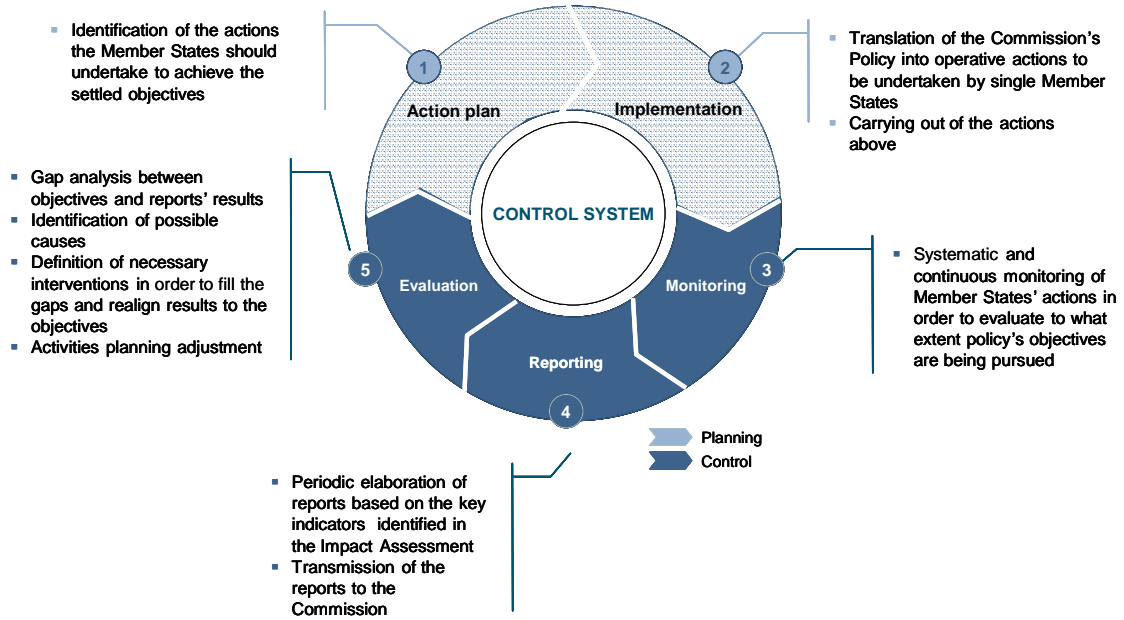 Identification of the actions
the Member States should
undertake to achieve the
settled objectives
1
Action plan
2
Implementation
Translation of the Commission's
Policy into operative actions to
be undertaken by single Member
States
Carrying out of the actions
above
Gap analysis between
objectives and reports' results
Identification of possible
causes
Definition of necessary
interventions in order to fill the
gaps and realign results to the
objectives
Activities planning adjustment
5
Evaluation
CONTROL SYSTEM
3
Monitoring
Systematic and
continuous monitoring of
Member States' actions in
order to evaluate to what
extent policy's objectives
are being pursued
Reporting
4
Planning
Control
Periodic elaboration of
reports based on the key
indicators identified in
the Impact Assessment
Transmission of the
reports to the
Commission